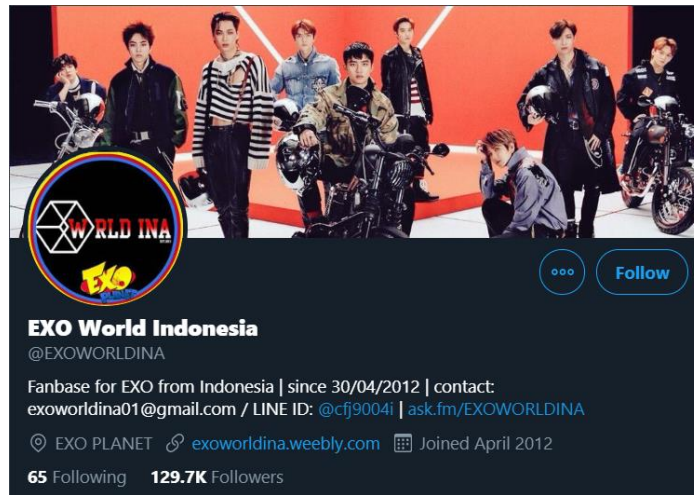 W RLD INA
EXO
PLANET
Follow
EXO World Indonesia
@EXOWORLDINA
Fanbase for EXO from Indonesia | since 30/04/2012 | contact:
exoworldina01@gmail.com / LINE ID: @cfj9004i | ask.fm/EXOWORLDINA
EXO PLANET exoworldina.weebly.com Joined April 2012
65 Following 129.7K Followers